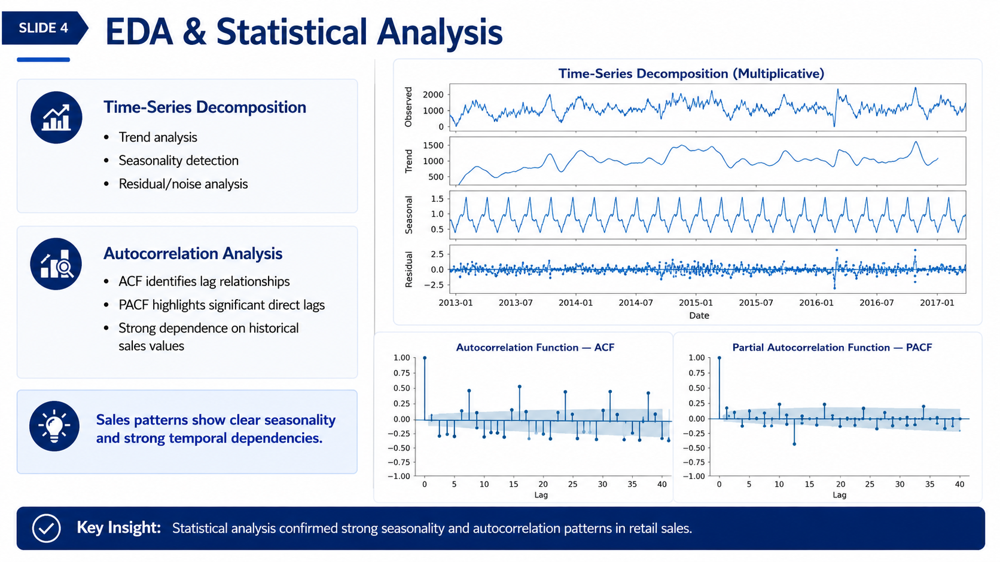 SLIDE 4
EDA & Statistical Analysis
Time-Series Decomposition
• Trend analysis
• Seasonality detection
• Residual/noise analysis
Autocorrelation Analysis
• ACF identifies lag relationships
• PACF highlights significant direct lags
• Strong dependence on historical
sales values
Sales patterns show clear seasonality
and strong temporal dependencies.
Time-Series Decomposition (Multiplicative)
Observed
2000
1000
0
Trend
1500
1000
500
Seasonal
1.5
1.0
0.5
Residual
2.5
0.0
−2.5
2013-01 2013-07 2014-01 2014-07 2015-01 2015-07 2016-01 2016-07 2017-01
Date
Autocorrelation Function — ACF
1.00
0.75
0.50
0.25
0.00
−0.25
−0.50
−0.75
−1.00
0 5 10 15 20 25 30 35 40
Lag
Partial Autocorrelation Function — PACF
1.00
0.75
0.50
0.25
0.00
−0.25
−0.50
−0.75
−1.00
0 5 10 15 20 25 30 35 40
Lag
Key Insight: Statistical analysis confirmed strong seasonality and autocorrelation patterns in retail sales.